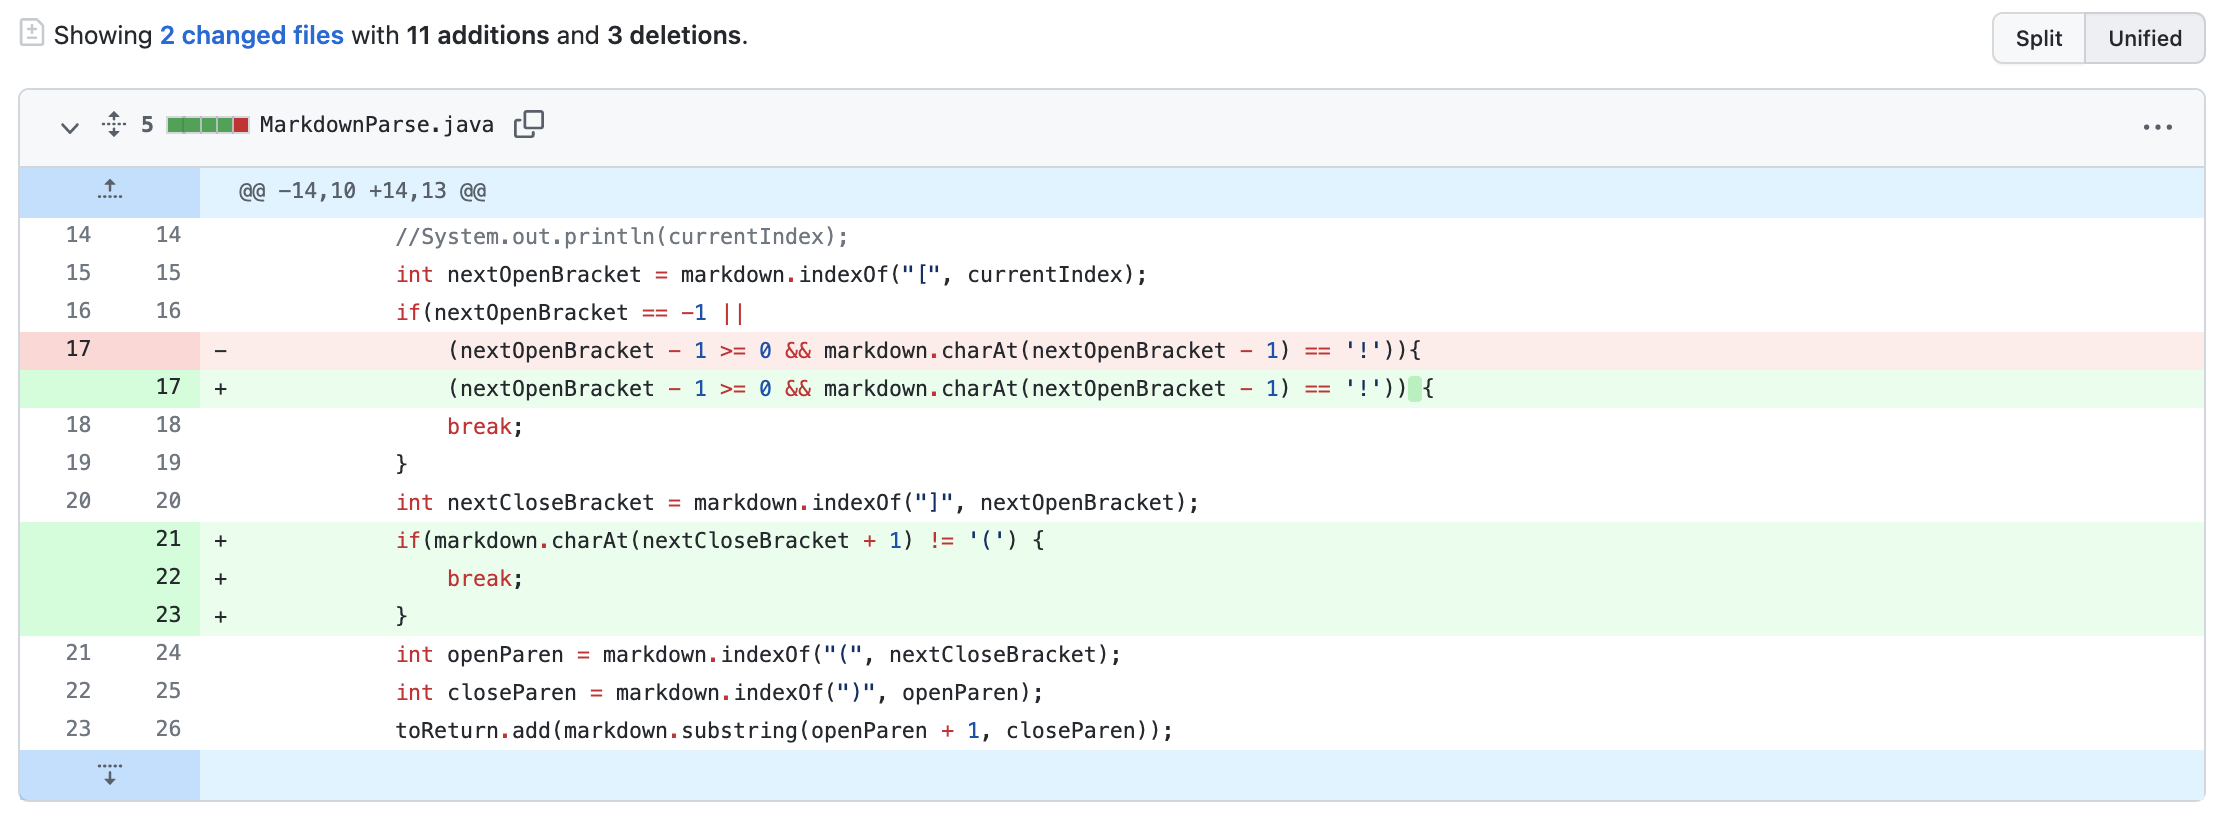 Showing 2 changed files with 11 additions and 3 deletions.
Split Unified
5 MarkdownParse.java
@@ -14,10 +14,13 @@
14 14 //System.out.println(currentIndex);
15 15 int nextOpenBracket = markdown.indexOf("[", currentIndex);
16 16 if(nextOpenBracket == -1 ||
17 - (nextOpenBracket - 1 >= 0 && markdown.charAt(nextOpenBracket - 1) == '!')){
17 + (nextOpenBracket - 1 >= 0 && markdown.charAt(nextOpenBracket - 1) == '!')) {
18 18 break;
19 19 }
20 20 int nextCloseBracket = markdown.indexOf("]", nextOpenBracket);
21 + if(markdown.charAt(nextCloseBracket + 1) != '(') {
22 + break;
23 + }
21 24 int openParen = markdown.indexOf("(", nextCloseBracket);
22 25 int closeParen = markdown.indexOf(")", openParen);
23 26 toReturn.add(markdown.substring(openParen + 1, closeParen));